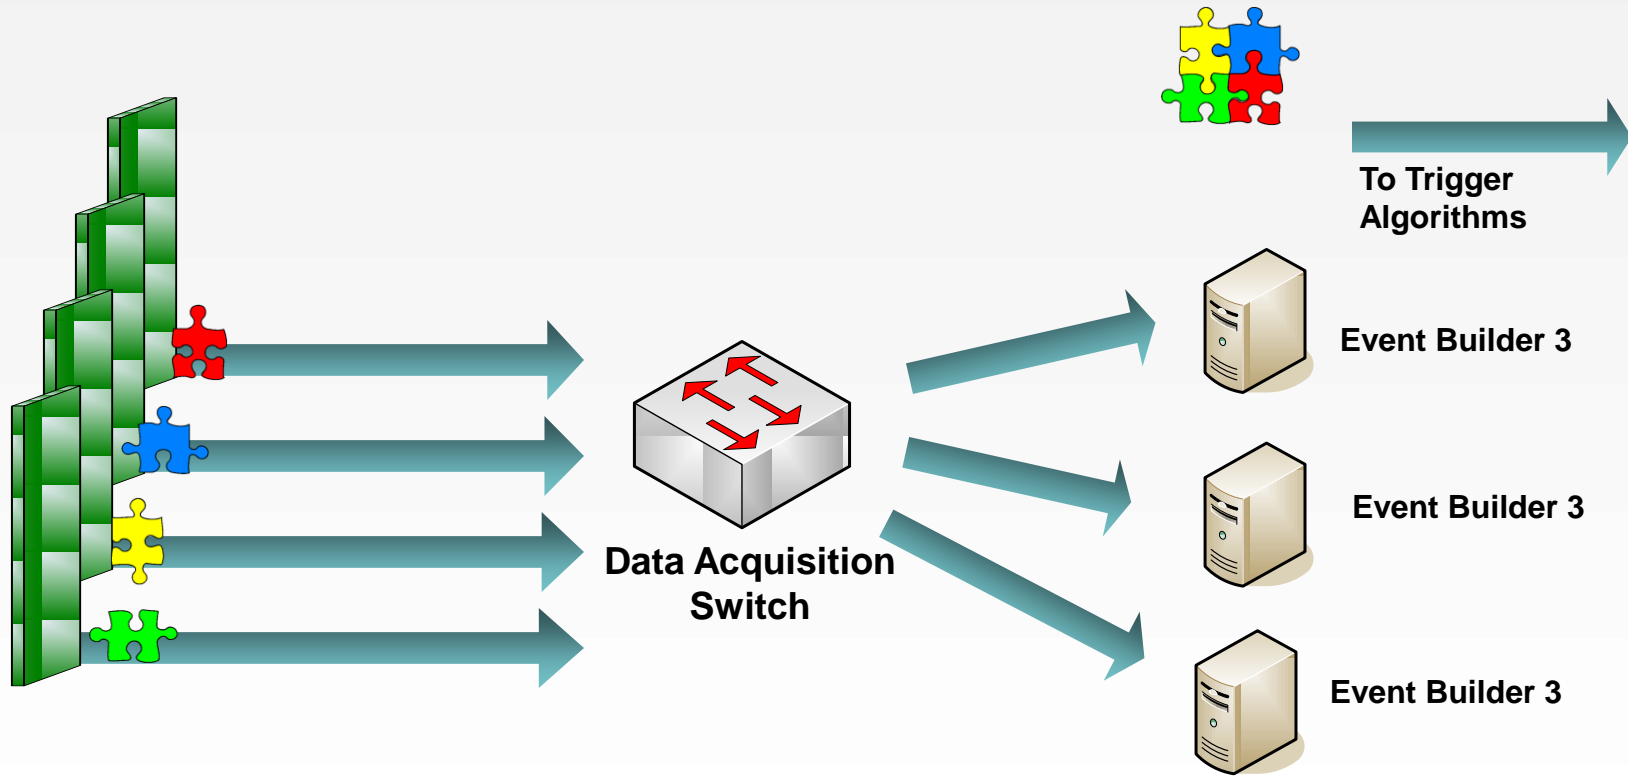 To Trigger
Algorithms
Event Builder 3
Event Builder 3
Data Acquisition
Switch
Event Builder 3